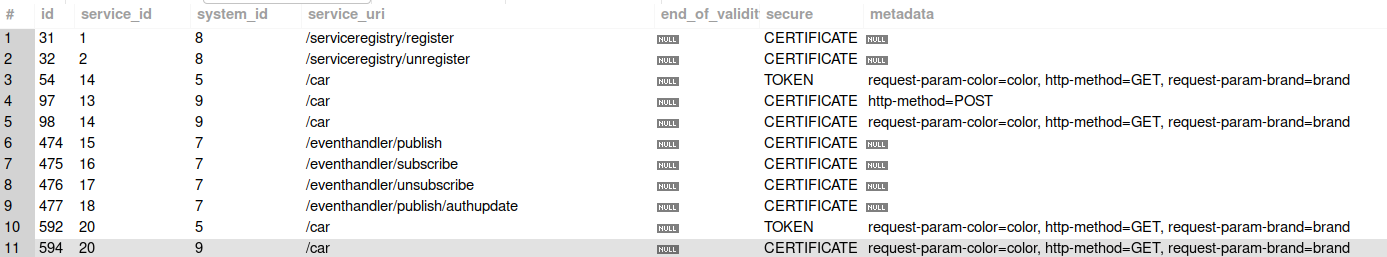 # id service_id system_id service_uri end_of_validit secure metadata
1 31 1 8 /serviceregistry/register NULL CERTIFICATE NULL
2 32 2 8 /serviceregistry/unregister NULL CERTIFICATE NULL
3 54 14 5 /car NULL TOKEN request-param-color=color, http-method=GET, request-param-brand=brand
4 97 13 9 /car NULL CERTIFICATE http-method=POST
5 98 14 9 /car NULL CERTIFICATE request-param-color=color, http-method=GET, request-param-brand=brand
6 474 15 7 /eventhandler/publish NULL CERTIFICATE NULL
7 475 16 7 /eventhandler/subscribe NULL CERTIFICATE NULL
8 476 17 7 /eventhandler/unsubscribe NULL CERTIFICATE NULL
9 477 18 7 /eventhandler/publish/authupdate NULL CERTIFICATE NULL
10 592 20 5 /car NULL TOKEN request-param-color=color, http-method=GET, request-param-brand=brand
11 594 20 9 /car NULL CERTIFICATE request-param-color=color, http-method=GET, request-param-brand=brand